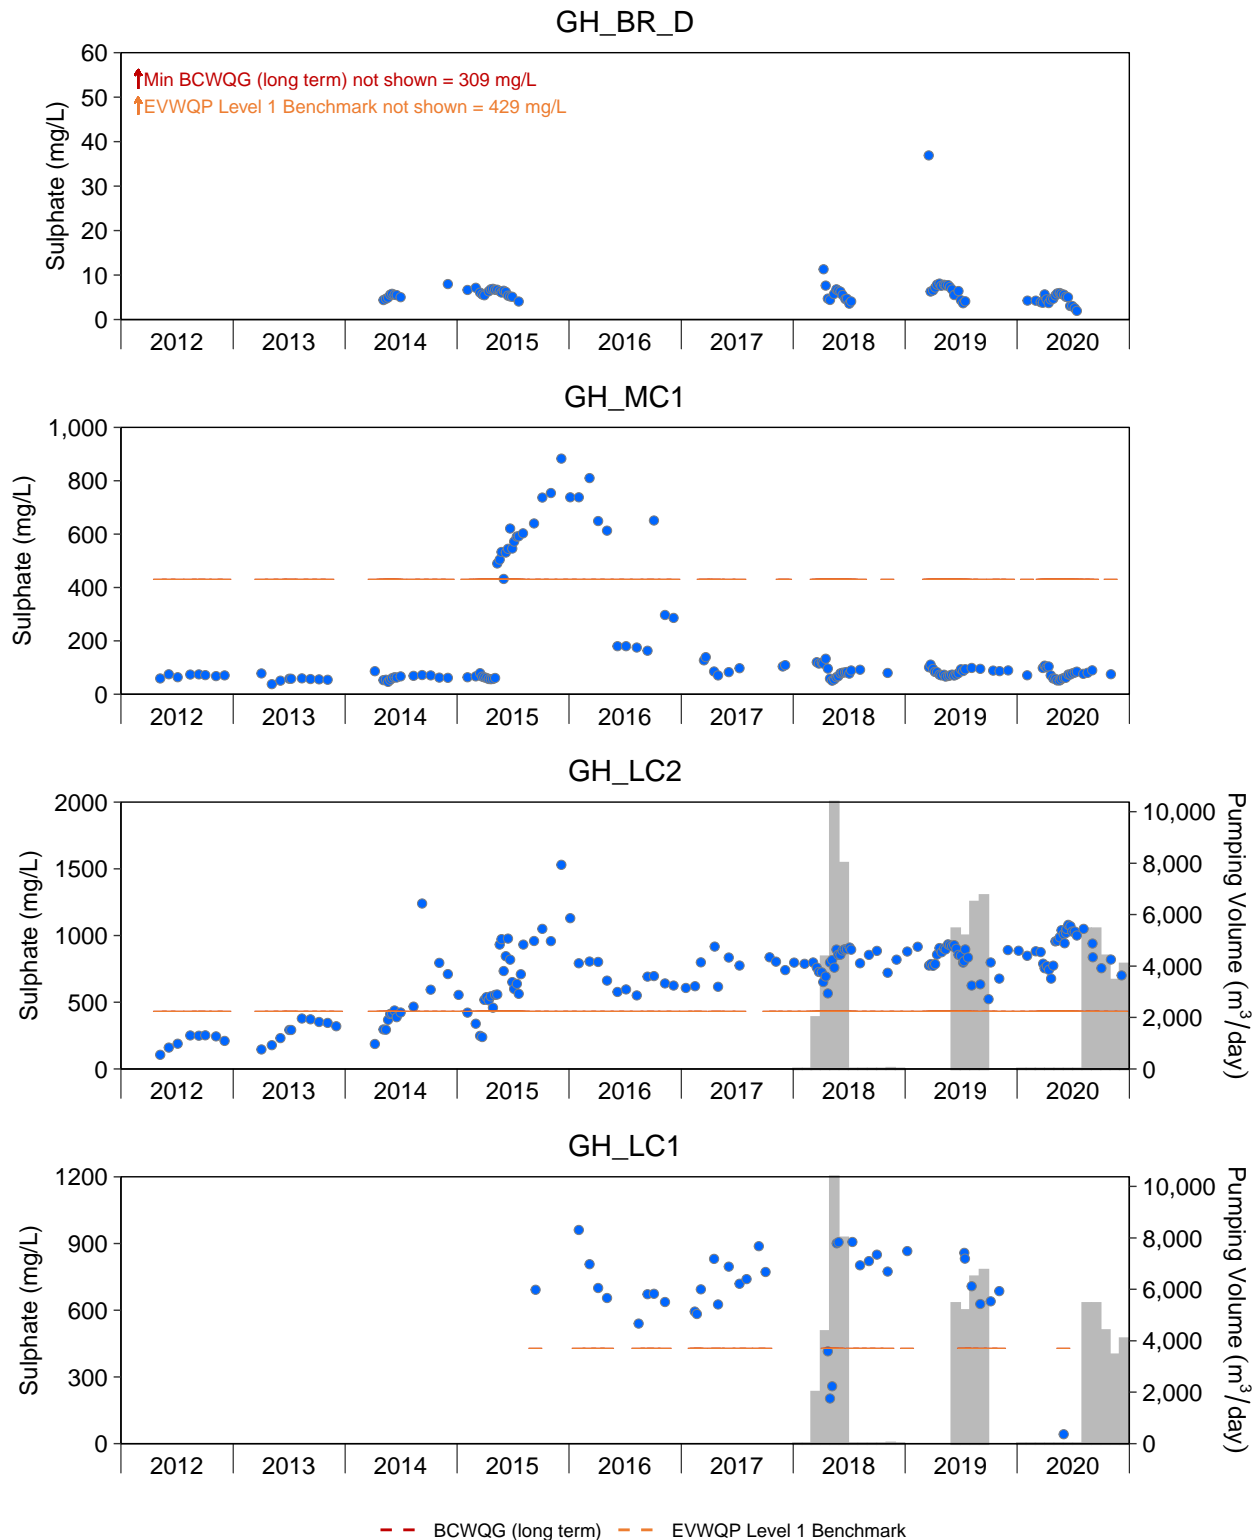 GH_BR_D
Sulphate (mg/L)
60
50
40
30
20
10
0
Min BCWQG (long term) not shown = 309 mg/L
EVWQP Level 1 Benchmark not shown = 429 mg/L
2012 2013 2014 2015 2016 2017 2018 2019 2020
GH_MC1
Sulphate (mg/L)
1,000
800
600
400
200
0
2012 2013 2014 2015 2016 2017 2018 2019 2020
GH_LC2
Sulphate (mg/L)
2000
1500
1000
500
0
10,000
8,000
6,000
4,000
2,000
0
Pumping Volume (m³/day)
2012 2013 2014 2015 2016 2017 2018 2019 2020
GH_LC1
Sulphate (mg/L)
1200
900
600
300
0
10,000
8,000
6,000
4,000
2,000
0
Pumping Volume (m³/day)
2012 2013 2014 2015 2016 2017 2018 2019 2020
BCWQG (long term) EVWQP Level 1 Benchmark